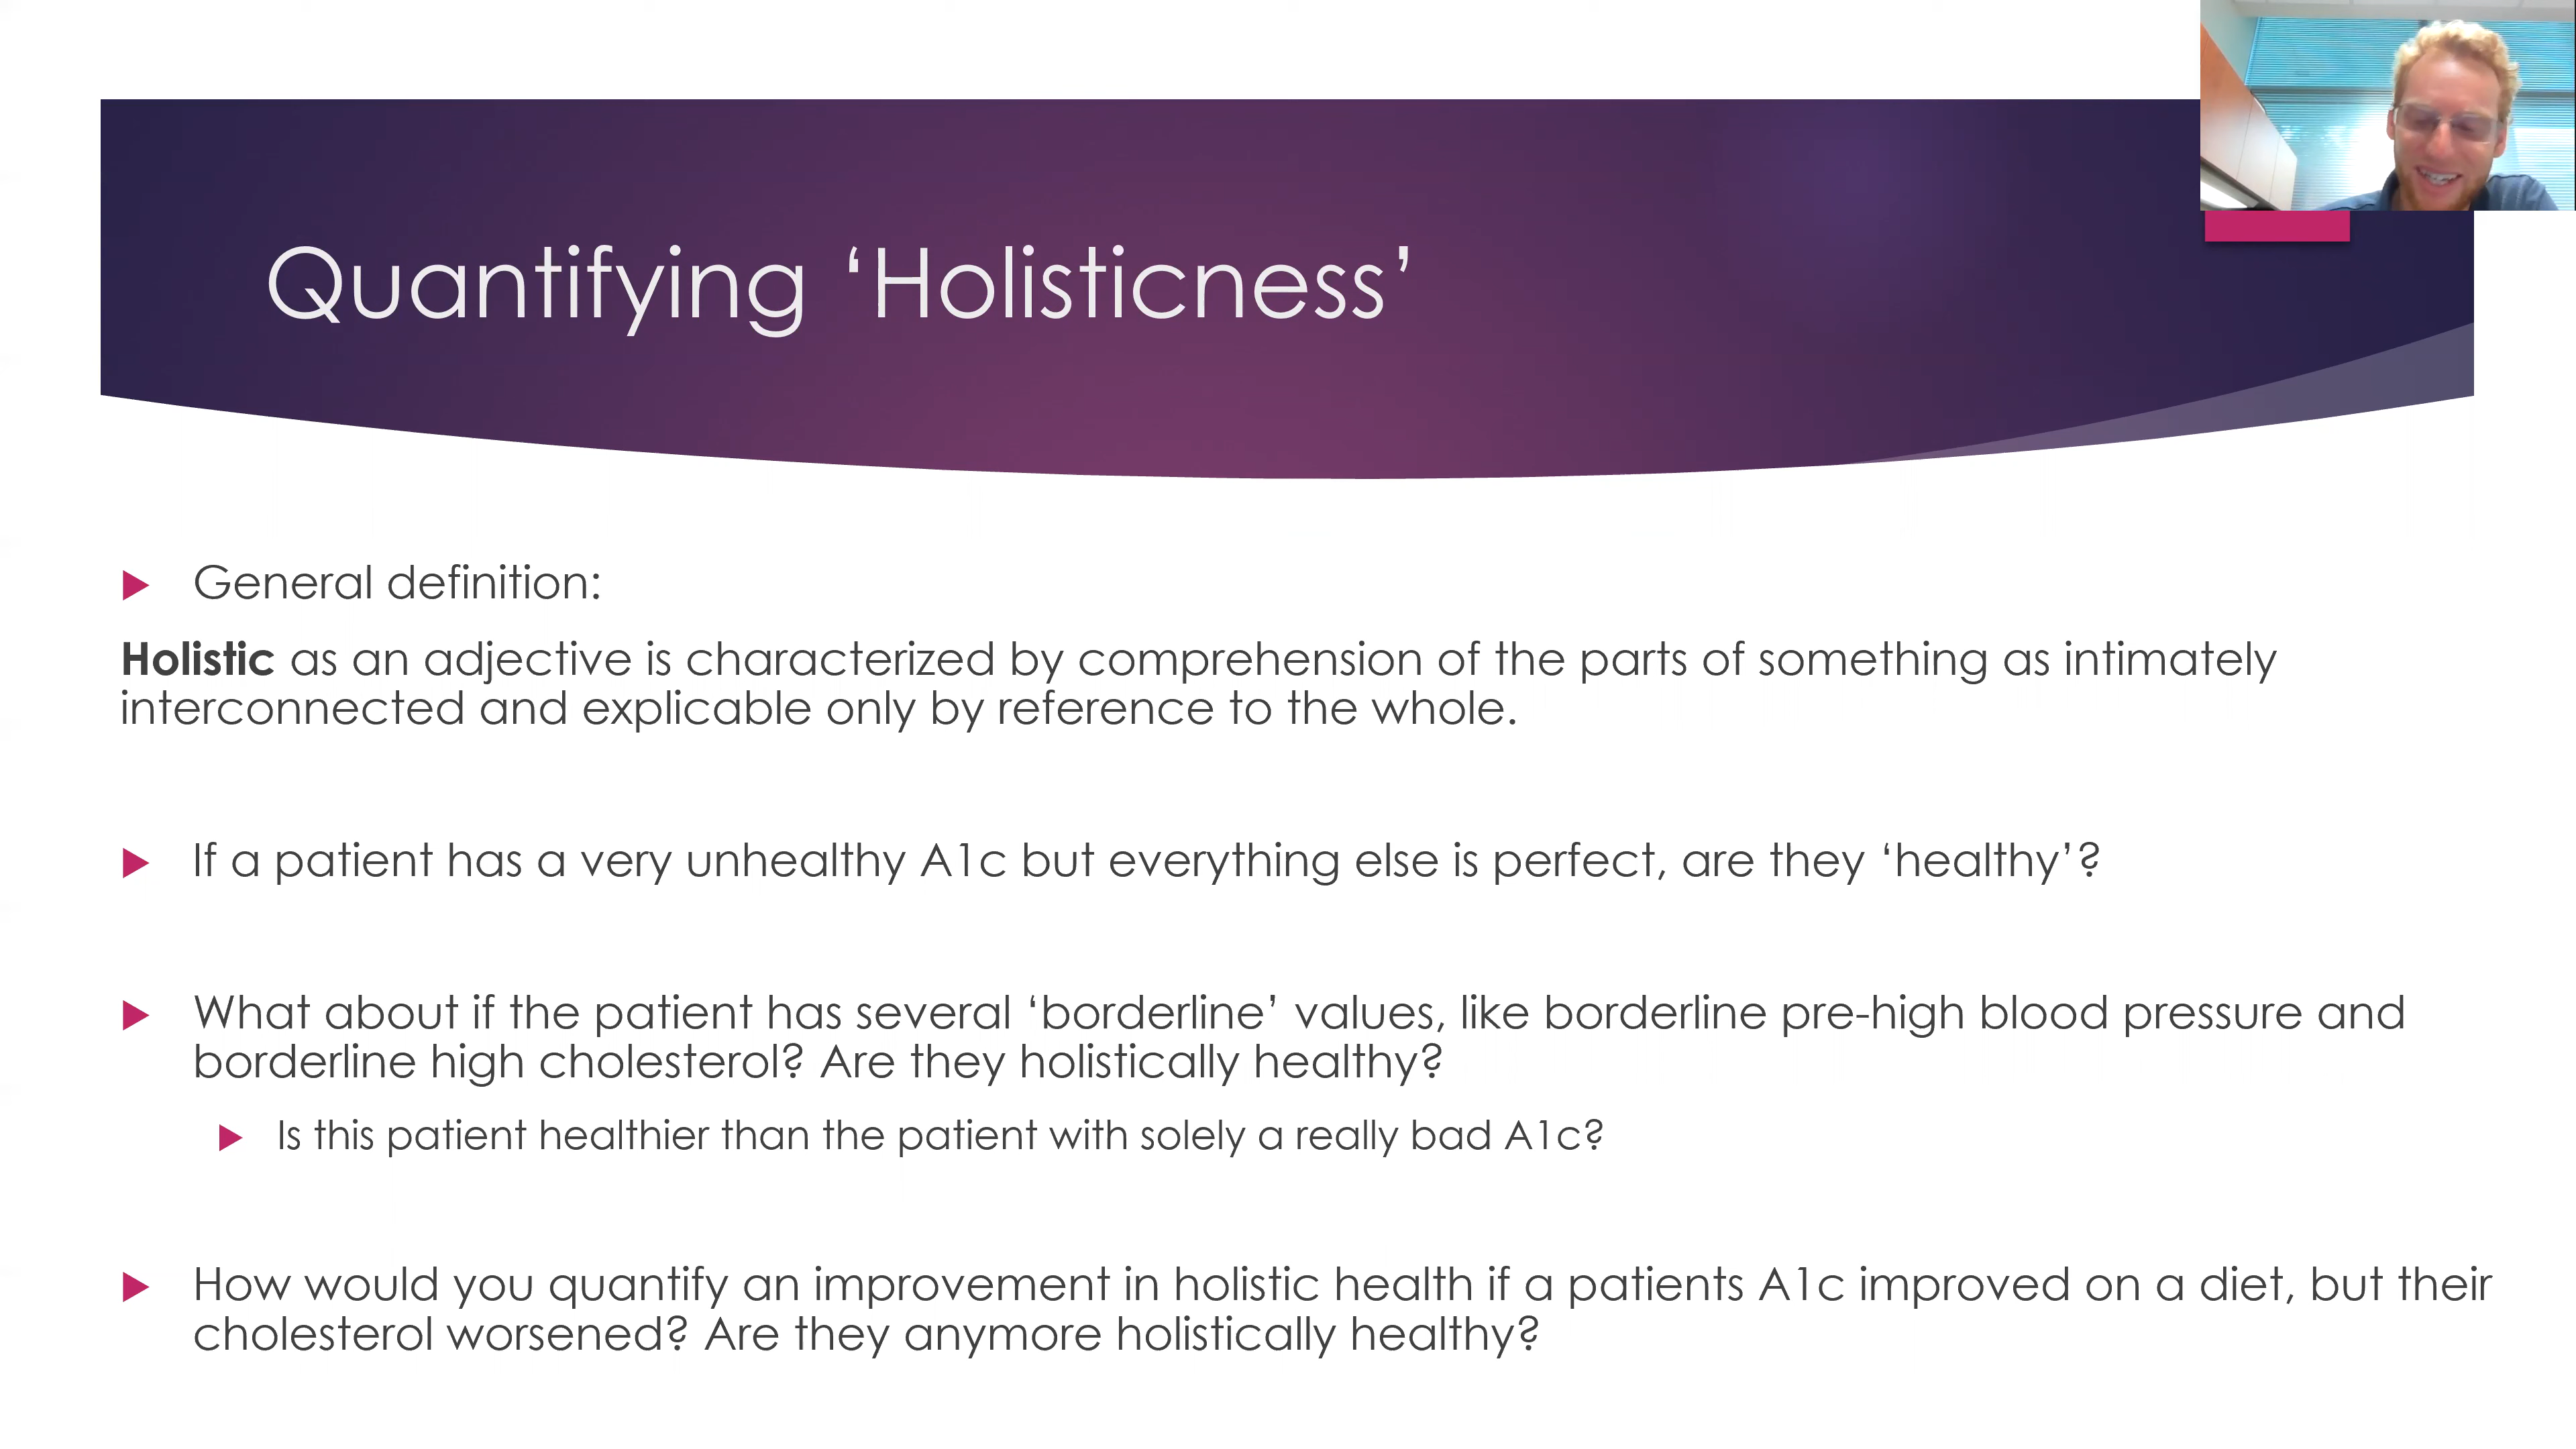 Quantifying ‘Holisticness’
General definition:
Holistic as an adjective is characterized by comprehension of the parts of something as intimately
interconnected and explicable only by reference to the whole.
If a patient has a very unhealthy A1c but everything else is perfect, are they ‘healthy’?
What about if the patient has several ‘borderline’ values, like borderline pre-high blood pressure and
borderline high cholesterol? Are they holistically healthy?
Is this patient healthier than the patient with solely a really bad A1c?
How would you quantify an improvement in holistic health if a patients A1c improved on a diet, but their
cholesterol worsened? Are they anymore holistically healthy?